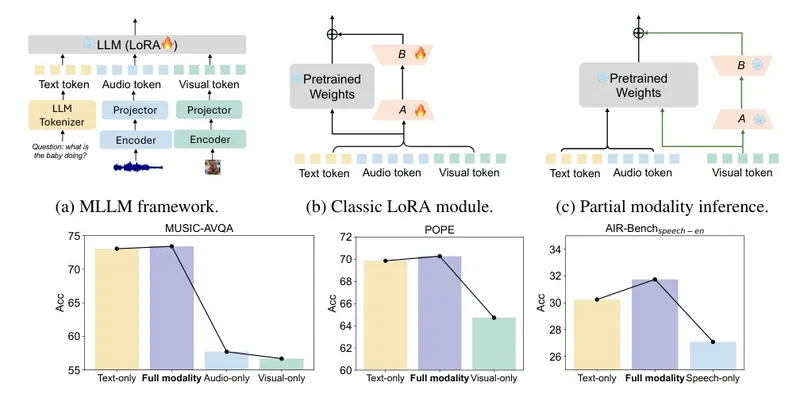 LLM (LoRA)
Text token Audio token Visual token
LLM Tokenizer
Projector
Projector
Encoder
Encoder
Question: what is
the baby doing?
(a) MLLM framework.
Pretrained
Weights
B
A
Text token Audio token Visual token
(b) Classic LoRA module.
Pretrained
Weights
B
A
Text token Audio token Visual token
(c) Partial modality inference.
MUSIC-AVQA
Acc
75
70
65
60
55
Text-only Full modality Audio-only Visual-only
POPE
Acc
72
70
68
66
64
62
60
Text-only Full modality Visual-only
AIR-Bench speech-en
Acc
34
32
30
28
26
Text-only Full modality Speech-only